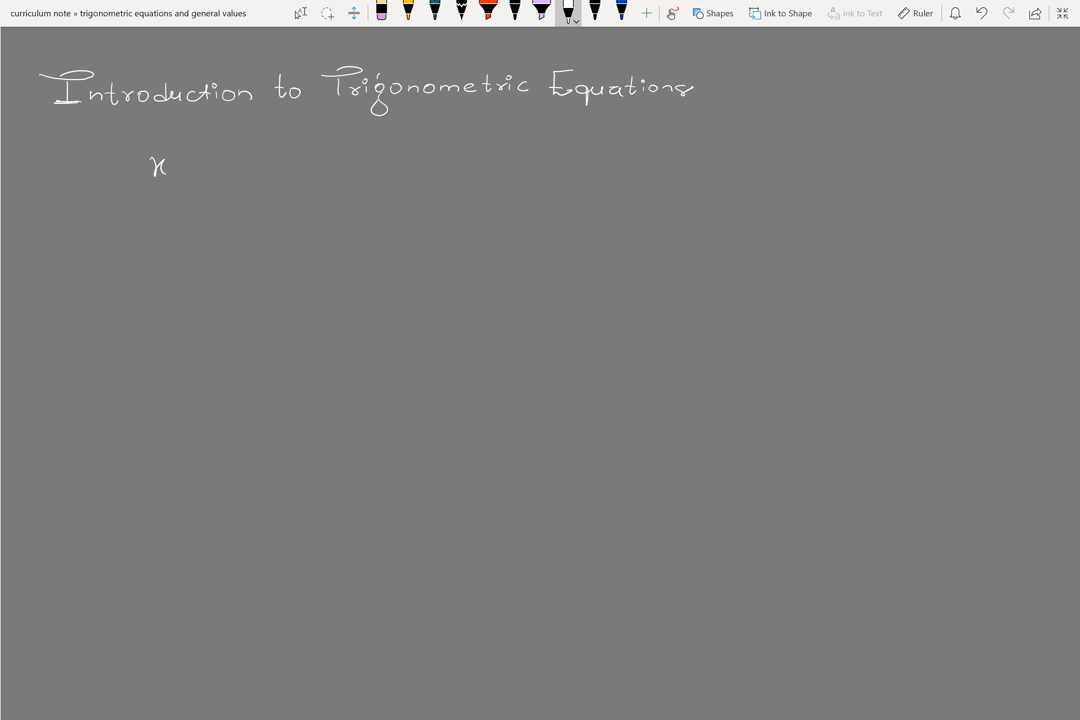 curriculum note » trigonometric equations and general values
Shapes
Ink to Shape
Ink to Text
Ruler
Introduction to Trigonometric Equations
x